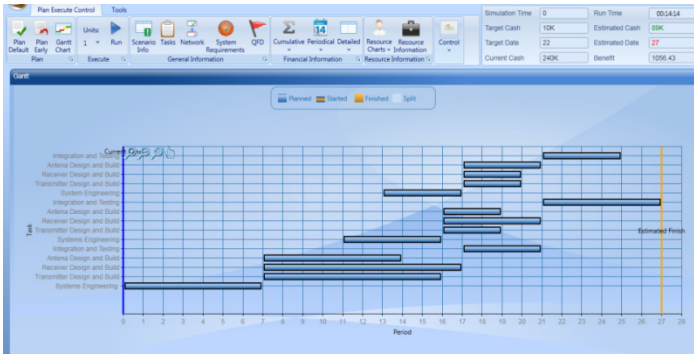 Plan Execute Control Tools
Plan Default
Plan Early
Gantt Chart
Units:
1
Run
Scenario Info
Tasks
Network
System Requirements
QFD
Cumulative
Periodical
14
Detailed
Resource Charts
Resource Information
Control
Plan
Execute
General Information
Financial Information
Resource Information
Simulation Time 0 Run Time 00:14:14
Target Cash 10K Estimated Cash 89K
Target Date 22 Estimated Date 27
Current Cash 240K Benefit 1056.43
Gantt
Planned Started Finished Split
Integration and Testing
Antena Design and Build
Receiver Design and Build
Transmitter Design and Build
System Engineering
Integration and Testing
Antena Design and Build
Receiver Design and Build
Transmitter Design and Build
Systems Engineering
Integration and Testing
Antena Design and Build
Receiver Design and Build
Transmitter Design and Build
Systems Engineering
Task
Estimated Finish
0 1 2 3 4 5 6 7 8 9 10 11 12 13 14 15 16 17 18 19 20 21 22 23 24 25 26 27 28
Period